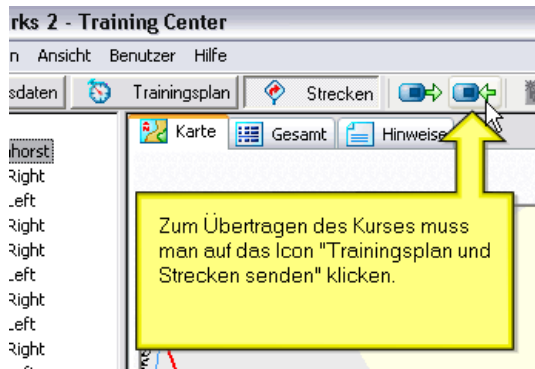 rks 2 - Training Center
n Ansicht Benutzer Hilfe
sdaten Trainingsplan Strecken
Karte Gesamt Hinweise
horst
Right
Left
Right
Right
Left
Right
Left
Right
Zum Übertragen des Kurses muss
man auf das Icon "Trainingsplan und
Strecken senden" klicken.